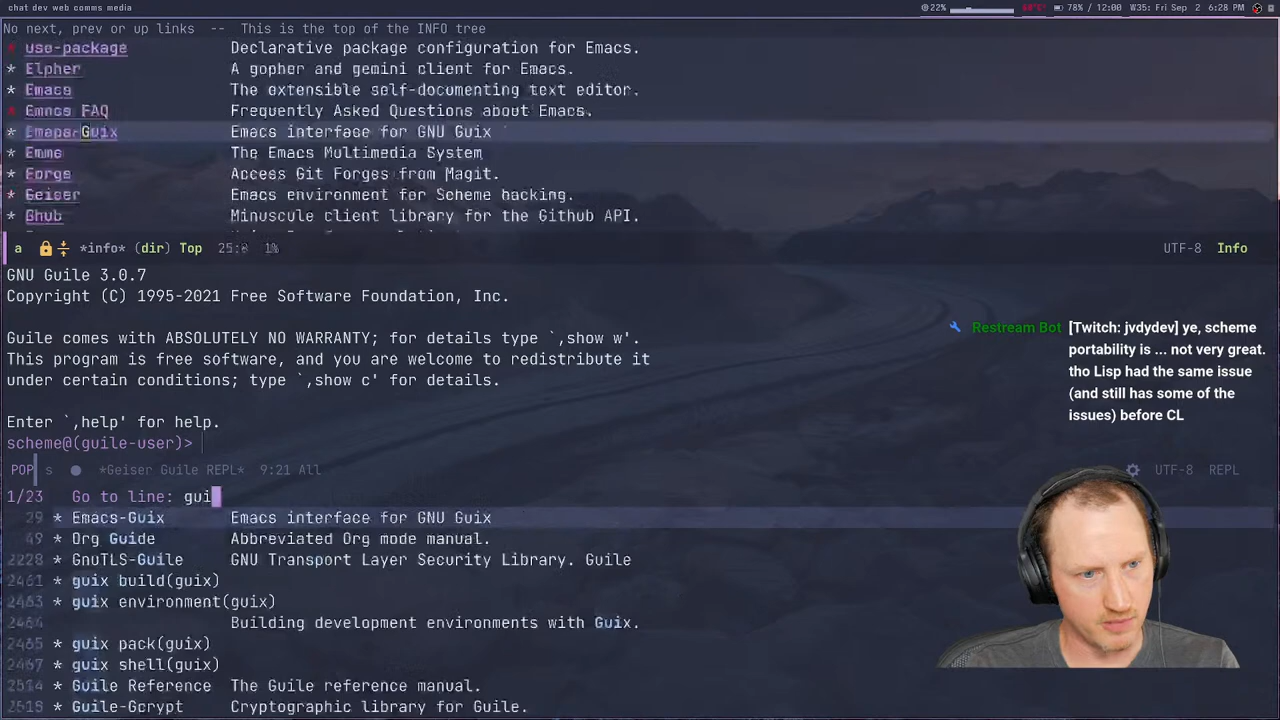 chat dev web comms media
22% 60°C 78% / 12:00 W35: Fri Sep 2 6:28 PM
No next, prev or up links -- This is the top of the INFO tree
* use-package Declarative package configuration for Emacs.
* Elpher A gopher and gemini client for Emacs.
* Emacs The extensible self-documenting text editor.
* Emacs FAQ Frequently Asked Questions about Emacs.
* Emacs-Guix Emacs interface for GNU Guix
* Emms The Emacs Multimedia System
* Forge Access Git Forges from Magit.
* Geiser Emacs environment for Scheme hacking.
* Ghub Minuscule client library for the Github API.
a *info* (dir) Top 25:8 1% UTF-8 Info
GNU Guile 3.0.7
Copyright (C) 1995-2021 Free Software Foundation, Inc.
Guile comes with ABSOLUTELY NO WARRANTY; for details type `,show w'.
This program is free software, and you are welcome to redistribute it
under certain conditions; type `,show c' for details.
Enter `,help' for help.
scheme@(guile-user)>
POP s *Geiser Guile REPL* 9:21 All UTF-8 REPL
1/23 Go to line: gui
29 * Emacs-Guix Emacs interface for GNU Guix
49 * Org Guide Abbreviated Org mode manual.
2228 * GnuTLS-Guile GNU Transport Layer Security Library. Guile
2461 * guix build(guix)
2463 * guix environment(guix)
2464 Building development environments with Guix.
2465 * guix pack(guix)
2467 * guix shell(guix)
2514 * Guile Reference The Guile reference manual.
2518 * Guile-Gcrypt Cryptographic library for Guile.
Restream Bot [Twitch: jvdydev] ye, scheme
portability is ... not very great.
tho Lisp had the same issue
(and still has some of the
issues) before CL